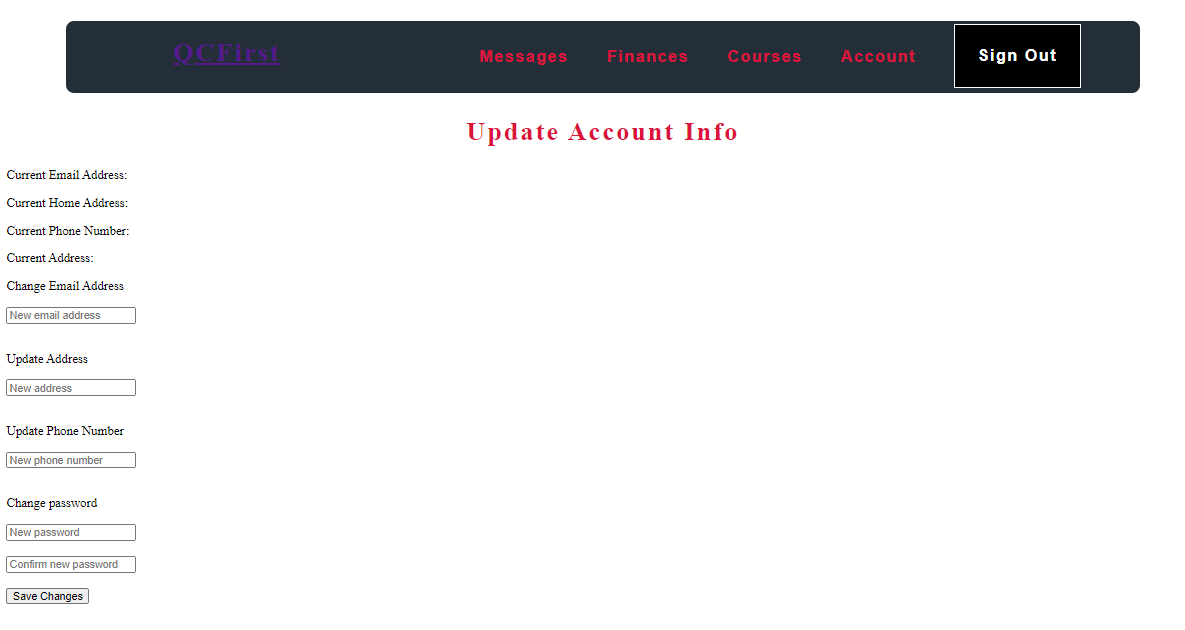 QCFirst Messages Finances Courses Account Sign Out
Update Account Info
Current Email Address:
Current Home Address:
Current Phone Number:
Current Address:
Change Email Address
New email address
Update Address
New address
Update Phone Number
New phone number
Change password
New password
Confirm new password
Save Changes